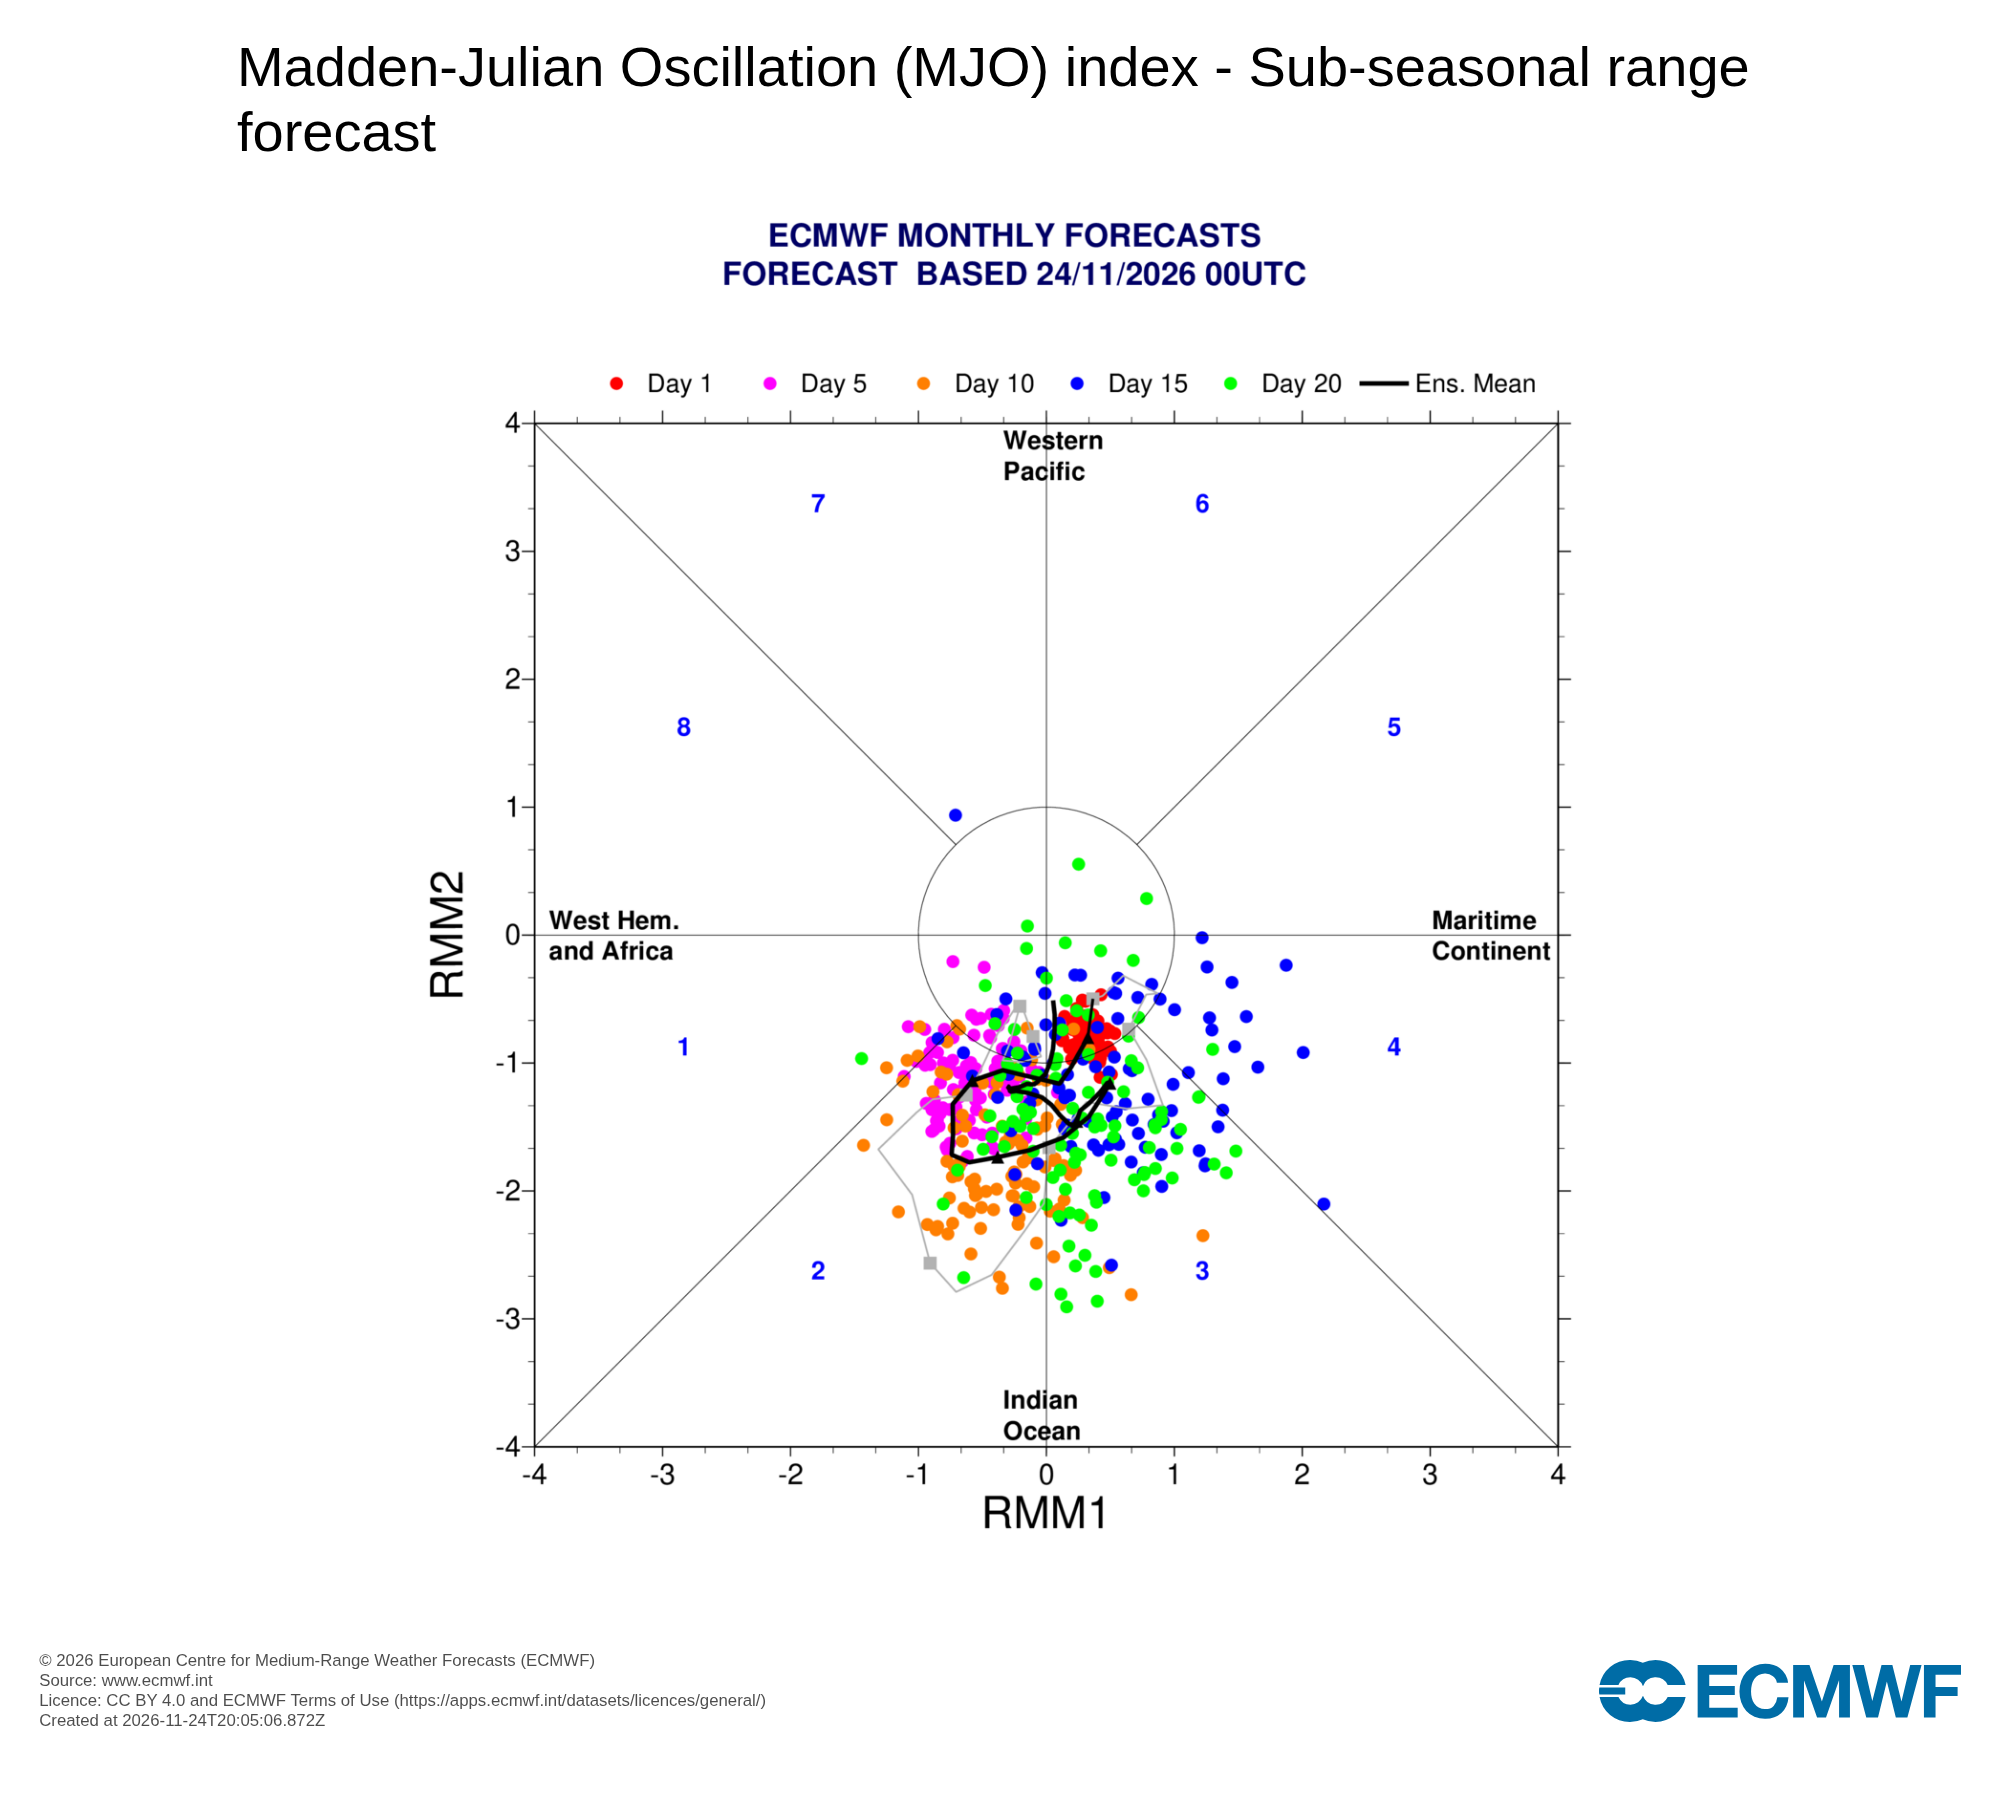 Madden-Julian Oscillation (MJO) index - Sub-seasonal range
forecast
ECMWF MONTHLY FORECASTS
FORECAST  BASED 24/11/2026 00UTC
Day 1 Day 5 Day 10 Day 15 Day 20 Ens. Mean
4
Western
Pacific
7 6
3
2
8 5
1
RMM2
0
West Hem.
and Africa
Maritime
Continent
-1
1 4
-2
2 3
-3
Indian
Ocean
-4
-4 -3 -2 -1 0 1 2 3 4
RMM1
© 2026 European Centre for Medium-Range Weather Forecasts (ECMWF)
Source: www.ecmwf.int
Licence: CC BY 4.0 and ECMWF Terms of Use (https://apps.ecmwf.int/datasets/licences/general/)
Created at 2026-11-24T20:05:06.872Z
ECMWF